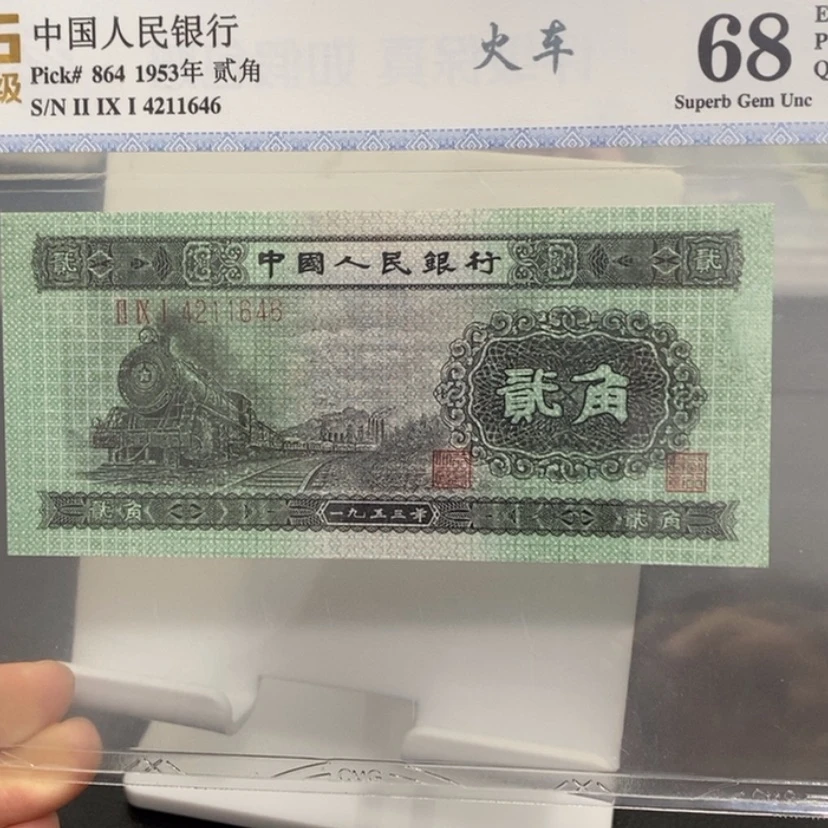 中国人民银行
Pick# 864 1953年 贰角
S/N II IX I 4211646
级
火车
68
Superb Gem Unc
E
P
Q
貳
中國人民銀行
貳
II IX I 4211646
貳角
貳角
一九五三年
貳角
CMG